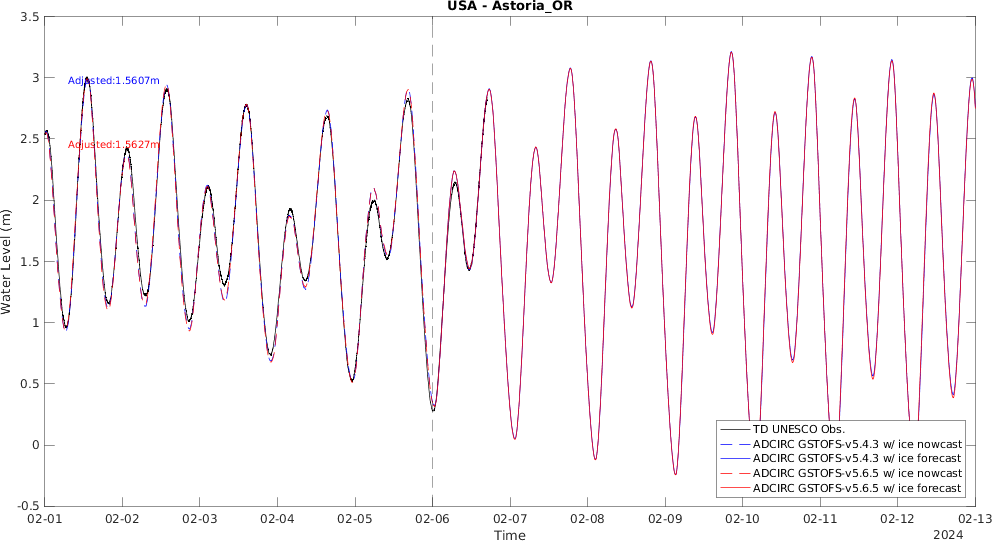 USA - Astoria_OR
3.5
3
2.5
2
1.5
1
0.5
0
-0.5
Water Level (m)
Adjusted:1.5607m
Adjusted:1.5627m
TD UNESCO Obs.
ADCIRC GSTOFS-v5.4.3 w/ ice nowcast
ADCIRC GSTOFS-v5.4.3 w/ ice forecast
ADCIRC GSTOFS-v5.6.5 w/ ice nowcast
ADCIRC GSTOFS-v5.6.5 w/ ice forecast
02-01 02-02 02-03 02-04 02-05 02-06 02-07 02-08 02-09 02-10 02-11 02-12 02-13
Time
2024